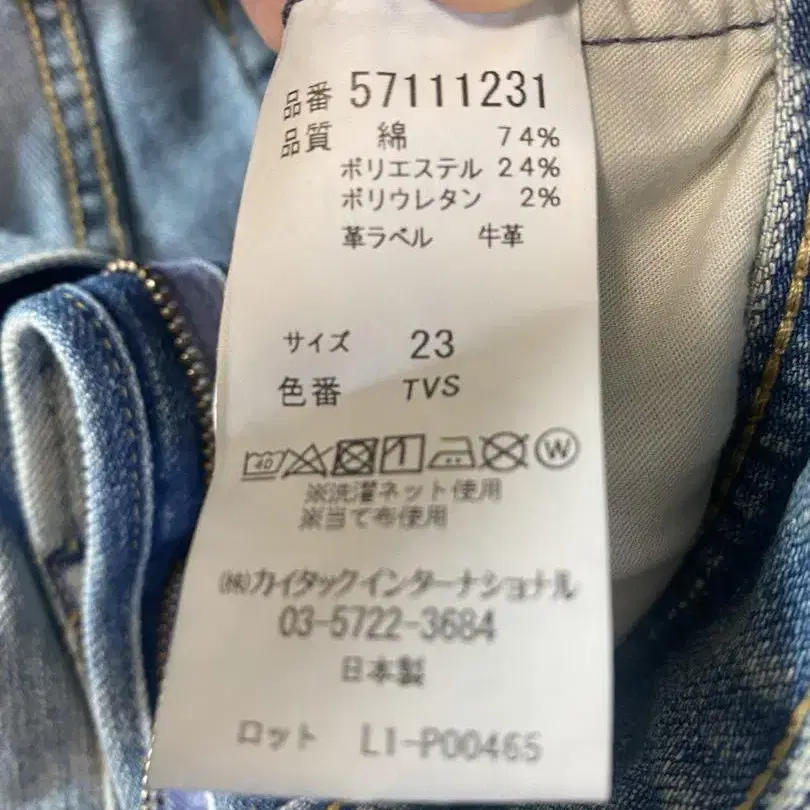 品番 57111231
品質 綿 74%
ポリエステル 24%
ポリウレタン 2%
革ラベル 牛革
サイズ 23
色番 TVS
40 W
※洗濯ネット使用
※当て布使用
㈱カイタックインターナショナル
03-5722-3684
日本製
ロット L1-P00465